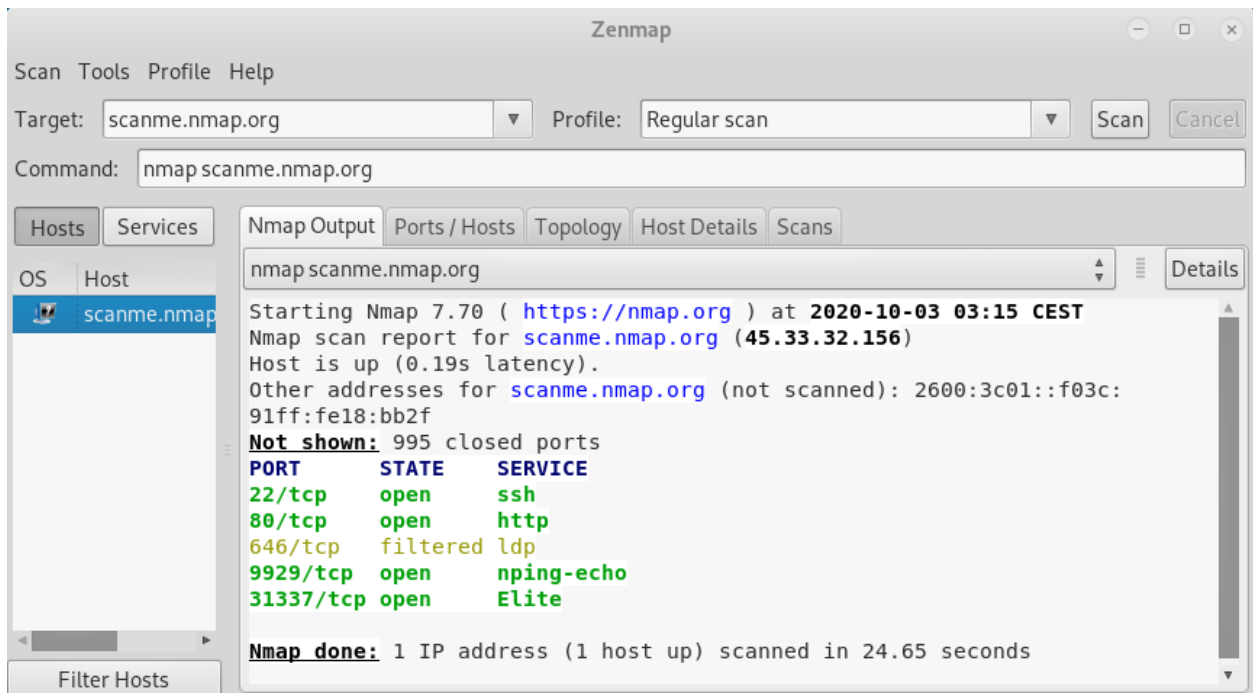 Zenmap
Scan Tools Profile Help
Target: scanme.nmap.org Profile: Regular scan Scan Cancel
Command: nmap scanme.nmap.org
Hosts Services
Nmap Output Ports / Hosts Topology Host Details Scans
OS Host
scanme.nmap
nmap scanme.nmap.org Details
Starting Nmap 7.70 ( https://nmap.org ) at 2020-10-03 03:15 CEST
Nmap scan report for scanme.nmap.org (45.33.32.156)
Host is up (0.19s latency).
Other addresses for scanme.nmap.org (not scanned): 2600:3c01::f03c:
91ff:fe18:bb2f
Not shown: 995 closed ports
PORT STATE SERVICE
22/tcp open ssh
80/tcp open http
646/tcp filtered ldp
9929/tcp open nping-echo
31337/tcp open Elite
Nmap done: 1 IP address (1 host up) scanned in 24.65 seconds
Filter Hosts